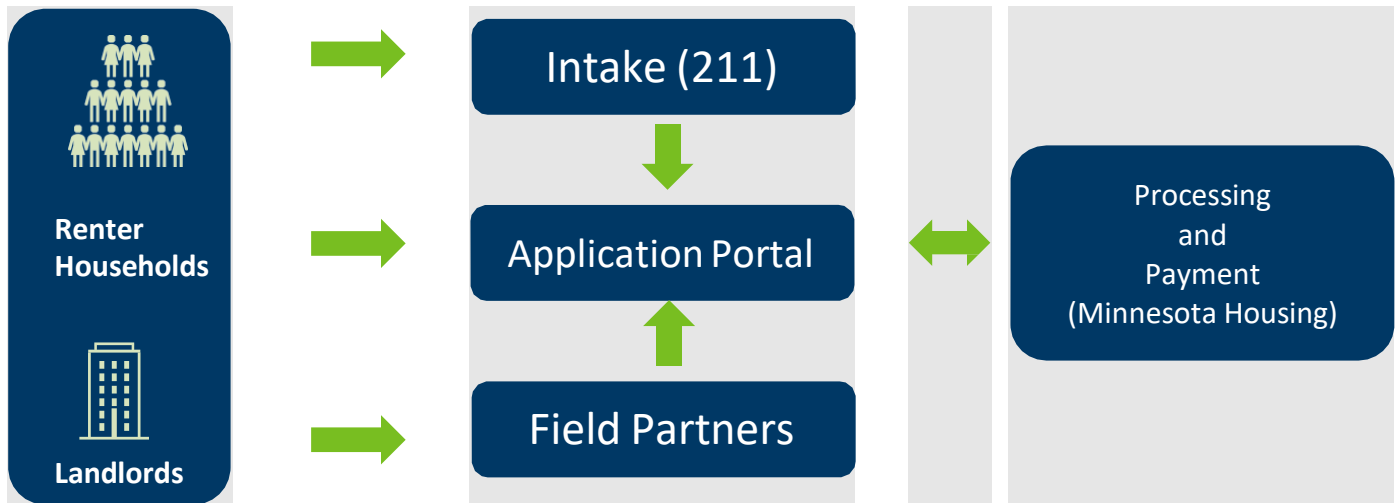 Renter
Households
Landlords
Intake (211)
Application Portal
Field Partners
Processing
and
Payment
(Minnesota Housing)